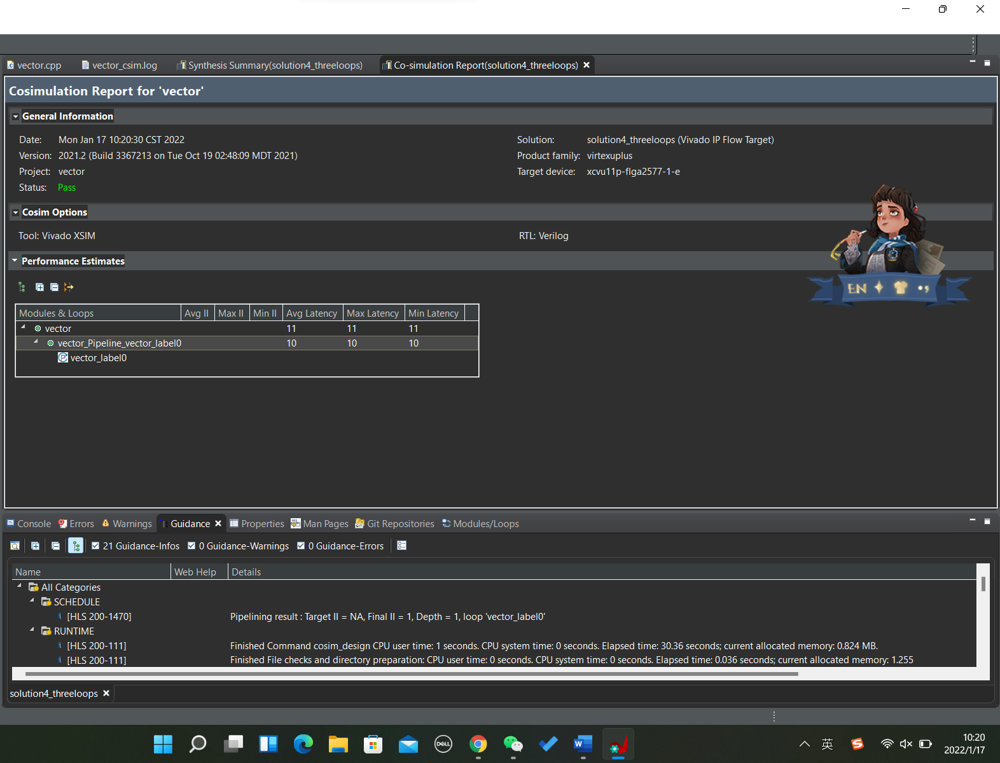 vector.cpp vector_csim.log Synthesis Summary(solution4_threeloops) Co-simulation Report(solution4_threeloops)
Cosimulation Report for 'vector'
General Information
Date: Mon Jan 17 10:20:30 CST 2022 Solution: solution4_threeloops (Vivado IP Flow Target)
Version: 2021.2 (Build 3367213 on Tue Oct 19 02:48:09 MDT 2021) Product family: virtexuplus
Project: vector Target device: xcvu11p-flga2577-1-e
Status: Pass
Cosim Options
Tool: Vivado XSIM RTL: Verilog
Performance Estimates
EN
Modules & Loops Avg II Max II Min II Avg Latency Max Latency Min Latency
vector 11 11 11
vector_Pipeline_vector_label0 10 10 10
vector_label0
Console Errors Warnings Guidance Properties Man Pages Git Repositories Modules/Loops
21 Guidance-Infos 0 Guidance-Warnings 0 Guidance-Errors
Name Web Help Details
All Categories
SCHEDULE
[HLS 200-1470] Pipelining result : Target II = NA, Final II = 1, Depth = 1, loop 'vector_label0'
RUNTIME
[HLS 200-111] Finished Command cosim_design CPU user time: 1 seconds. CPU system time: 0 seconds. Elapsed time: 30.36 seconds; current allocated memory: 0.824 MB.
[HLS 200-111] Finished File checks and directory preparation: CPU user time: 0 seconds. CPU system time: 0 seconds. Elapsed time: 0.036 seconds; current allocated memory: 1.255
solution4_threeloops
DELL
英
10:20
2022/1/17